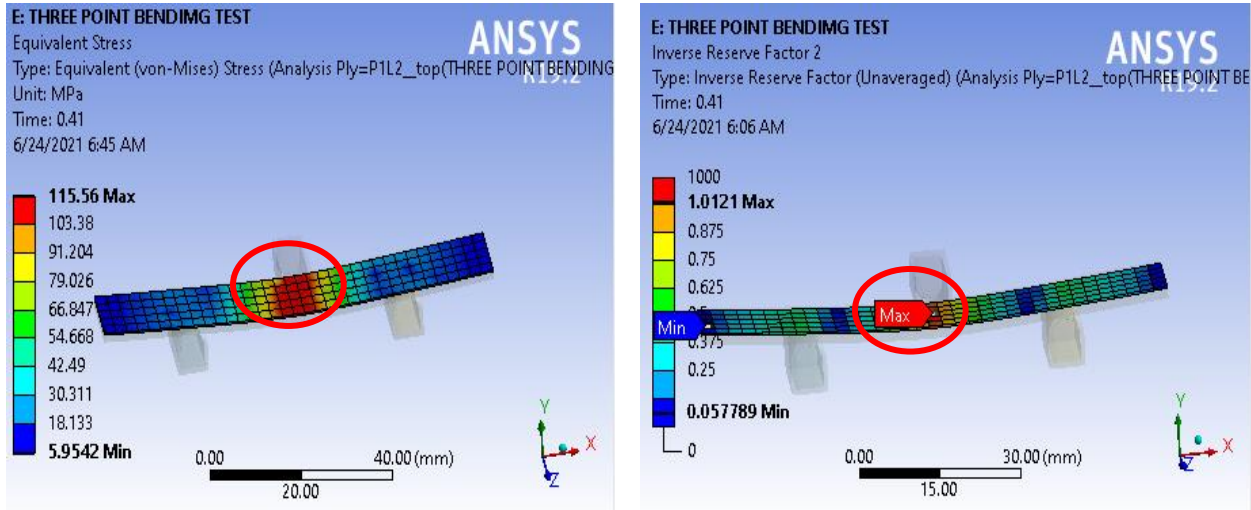 E: THREE POINT BENDIMG TEST
Equivalent Stress
Type: Equivalent (von-Mises) Stress (Analysis Ply=P1L2__top(THREE POINT BENDING
Unit: MPa
Time: 0.41
6/24/2021 6:45 AM
ANSYS
R19.2
115.56 Max
103.38
91.204
79.026
66.847
54.668
42.49
30.311
18.133
5.9542 Min
0.00
40.00 (mm)
20.00
Y
X
Z
E: THREE POINT BENDIMG TEST
Inverse Reserve Factor 2
Type: Inverse Reserve Factor (Unaveraged) (Analysis Ply=P1L2__top(THREE POINT BE
Time: 0.41
6/24/2021 6:06 AM
ANSYS
R19.2
1000
1.0121 Max
0.875
0.75
0.625
0.5
0.375
0.25
0.057789 Min
0
Min
Max
0.00
30.00 (mm)
15.00
Y
X
Z